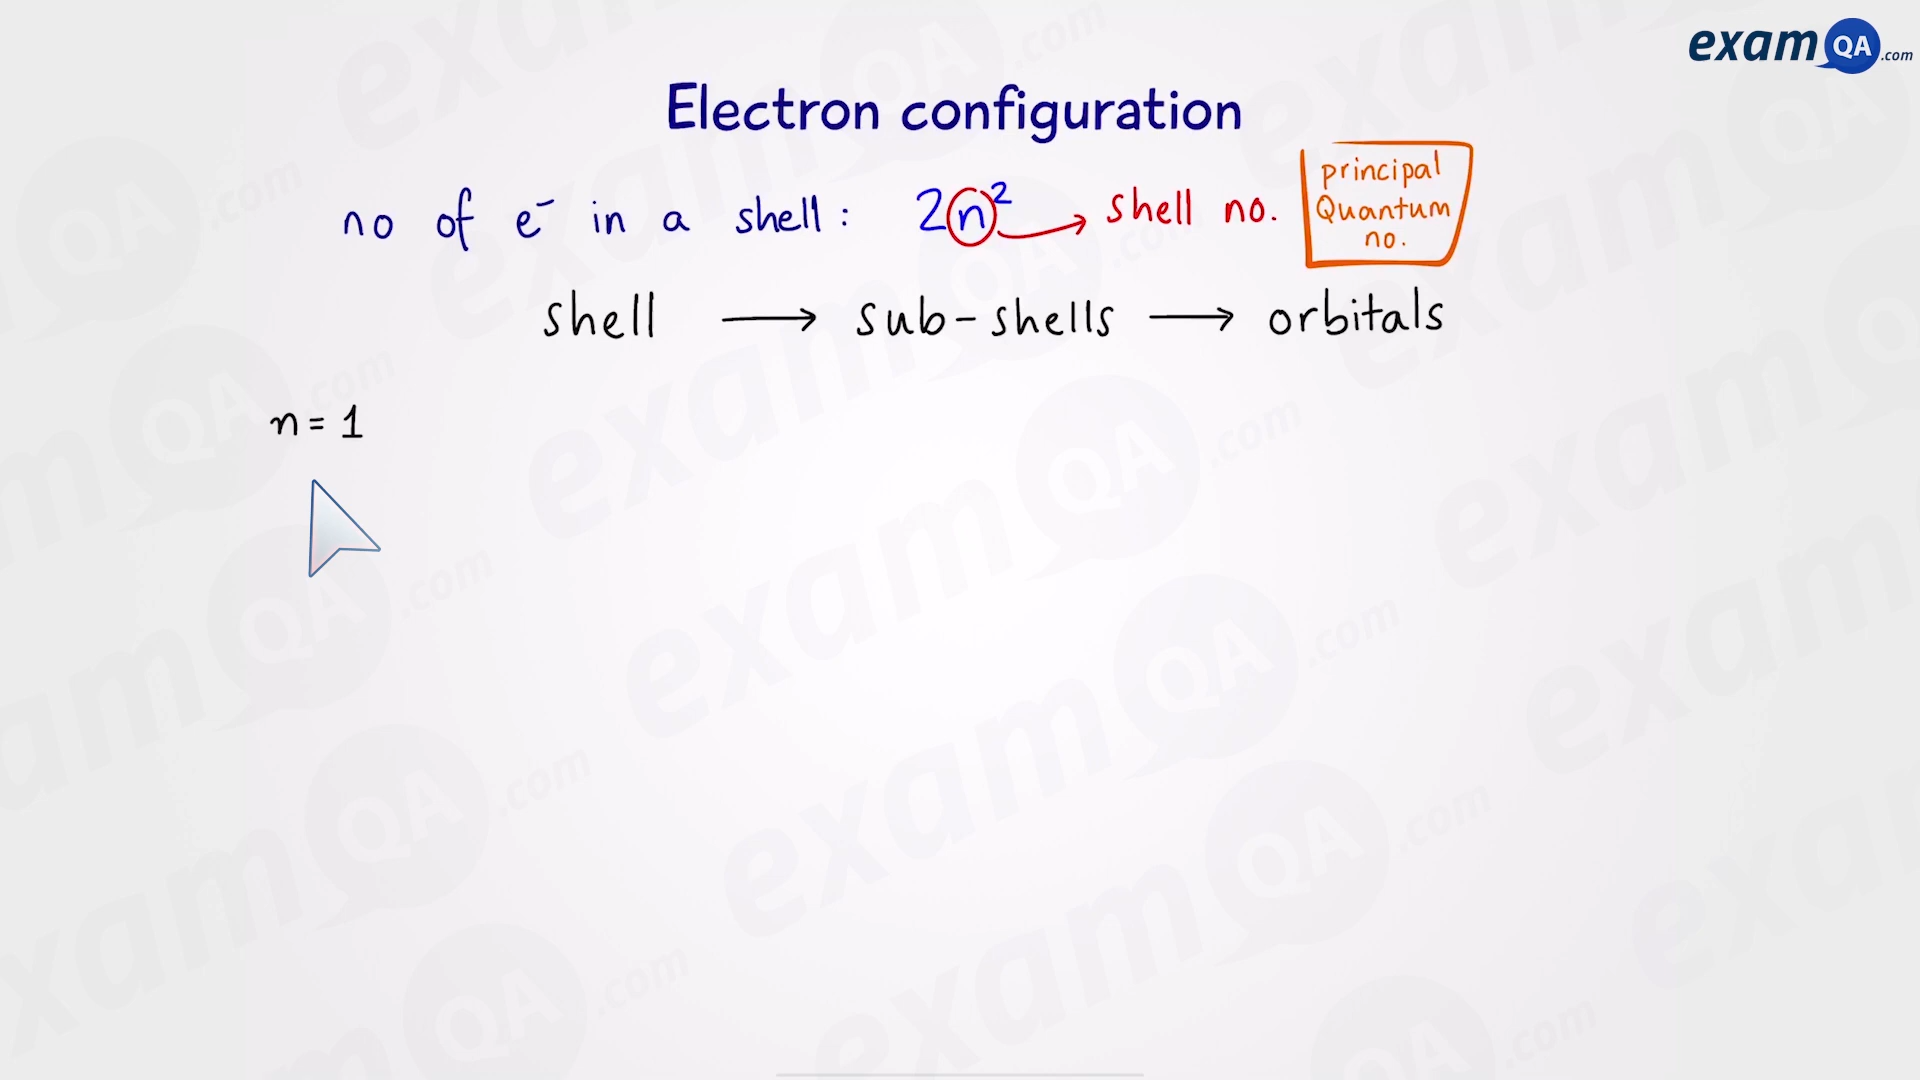 examQA.com
Electron configuration
no of e⁻ in a shell : 2n² → shell no.
principal
Quantum
no.
shell → sub-shells → orbitals
n = 1